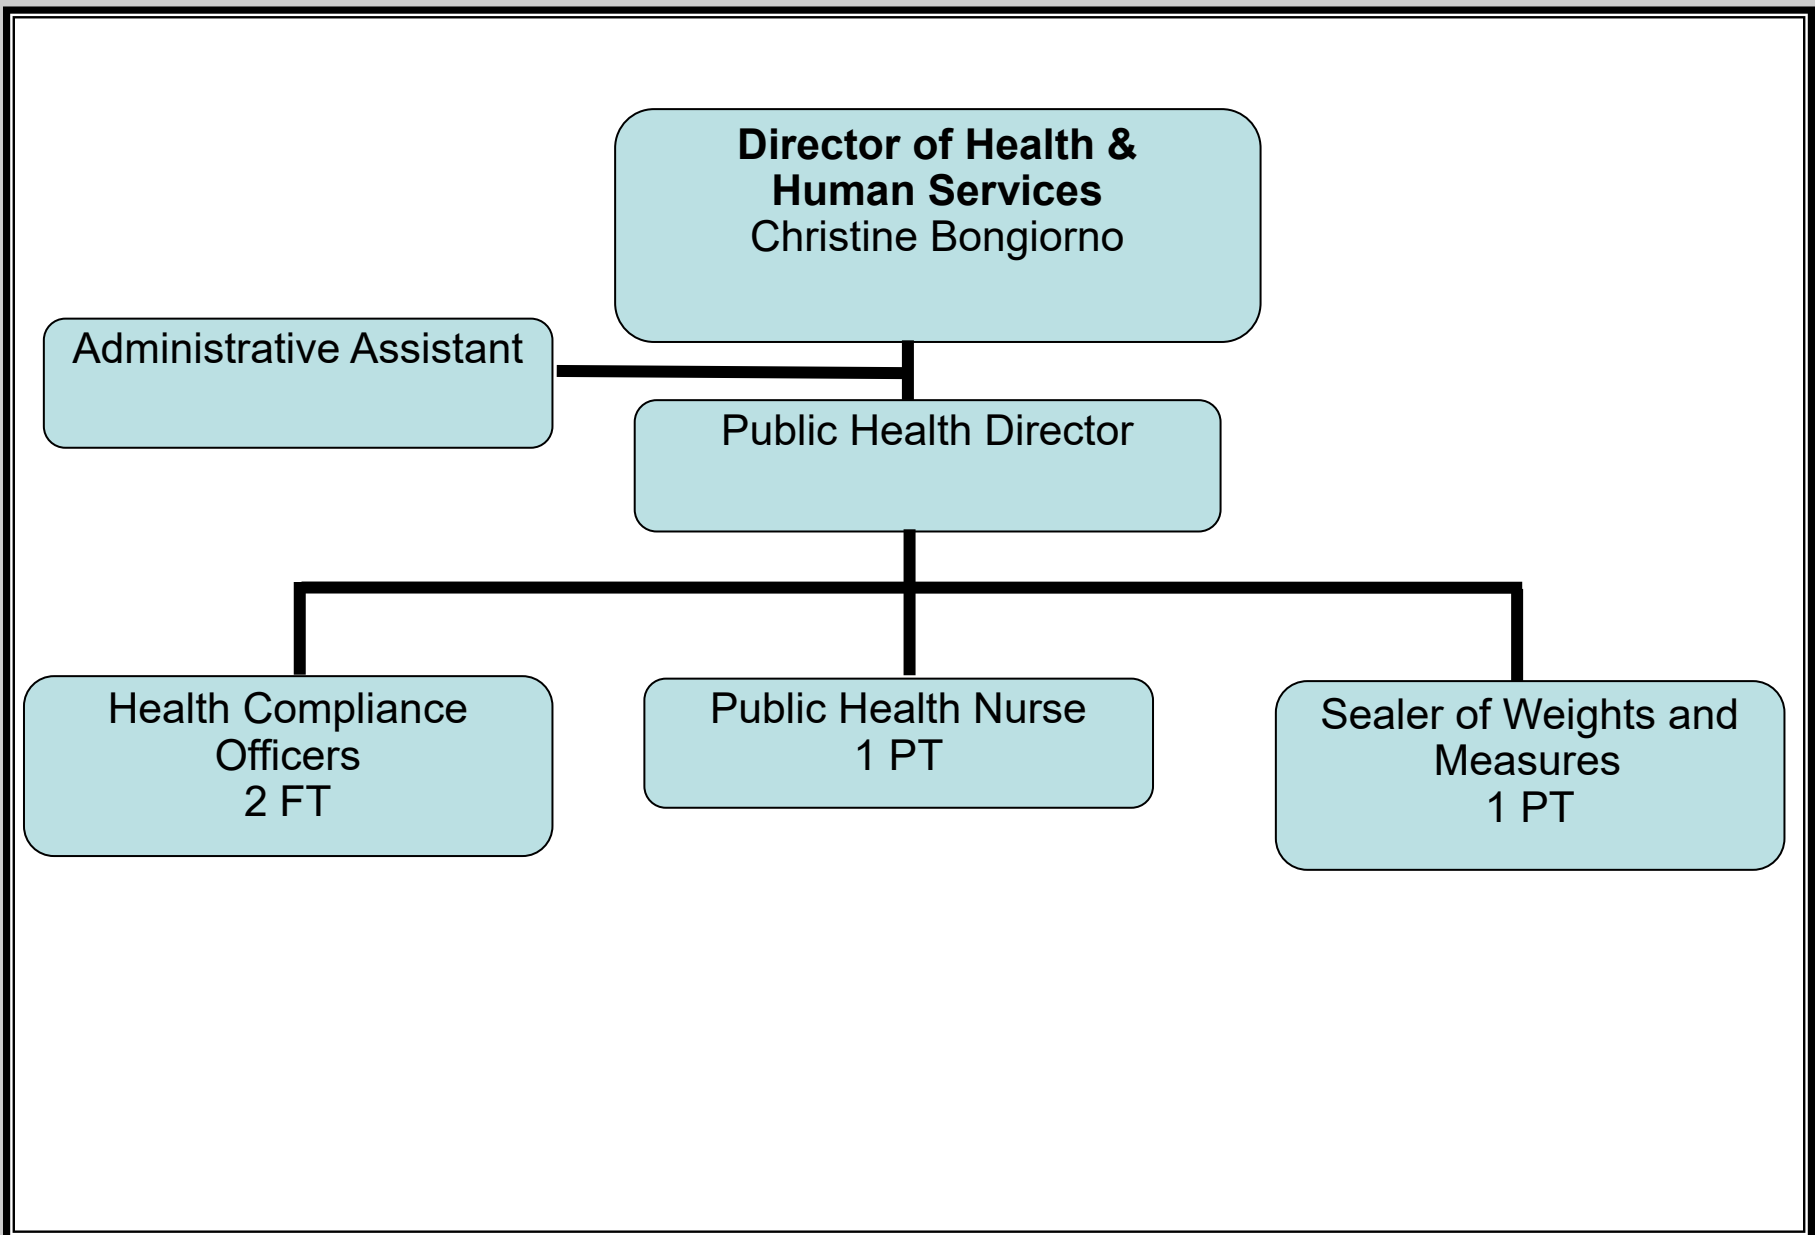 Director of Health &
Human Services
Christine Bongiorno
Administrative Assistant
Public Health Director
Health Compliance
Officers
2 FT
Public Health Nurse
1 PT
Sealer of Weights and
Measures
1 PT